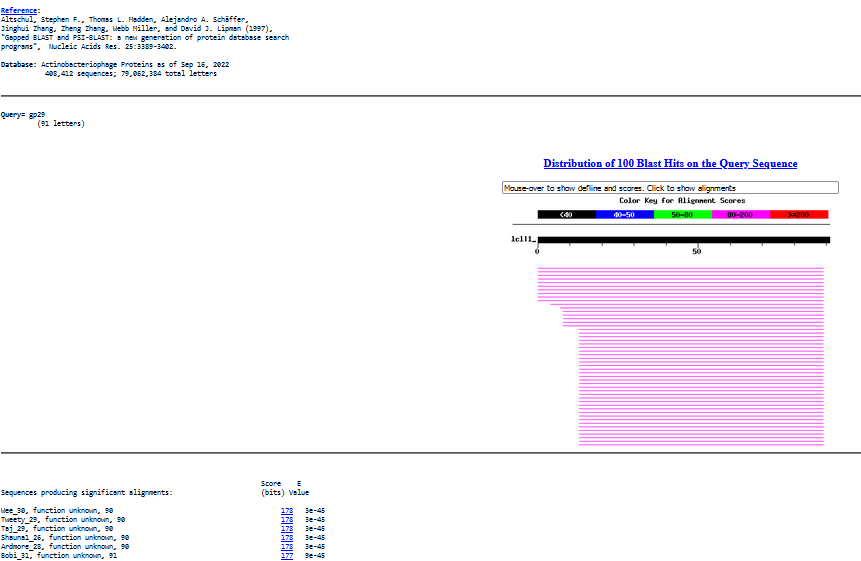 Reference:
Altschul, Stephen F., Thomas L. Madden, Alejandro A. Schäffer,
Jinghui Zhang, Zheng Zhang, Webb Miller, and David J. Lipman (1997),
"Gapped BLAST and PSI-BLAST: a new generation of protein database search
programs", Nucleic Acids Res. 25:3389-3402.
Database: Actinobacteriophage Proteins as of Sep 16, 2022
408,412 sequences; 79,062,384 total letters
Query= gp29
(91 letters)
Distribution of 100 Blast Hits on the Query Sequence
Mouse-over to show defline and scores. Click to show alignments
Color Key for Alignment Scores
<40 40-50 50-80 80-200 >=200
lcl|1_
0 50
Score E
Sequences producing significant alignments: (bits) Value
Wee_30, function unknown, 90 178 3e-45
Tweety_29, function unknown, 90 178 3e-45
Taj_29, function unknown, 90 178 3e-45
Shauna1_26, function unknown, 90 178 3e-45
Ardmore_28, function unknown, 90 178 3e-45
Bobi_31, function unknown, 91 177 9e-45